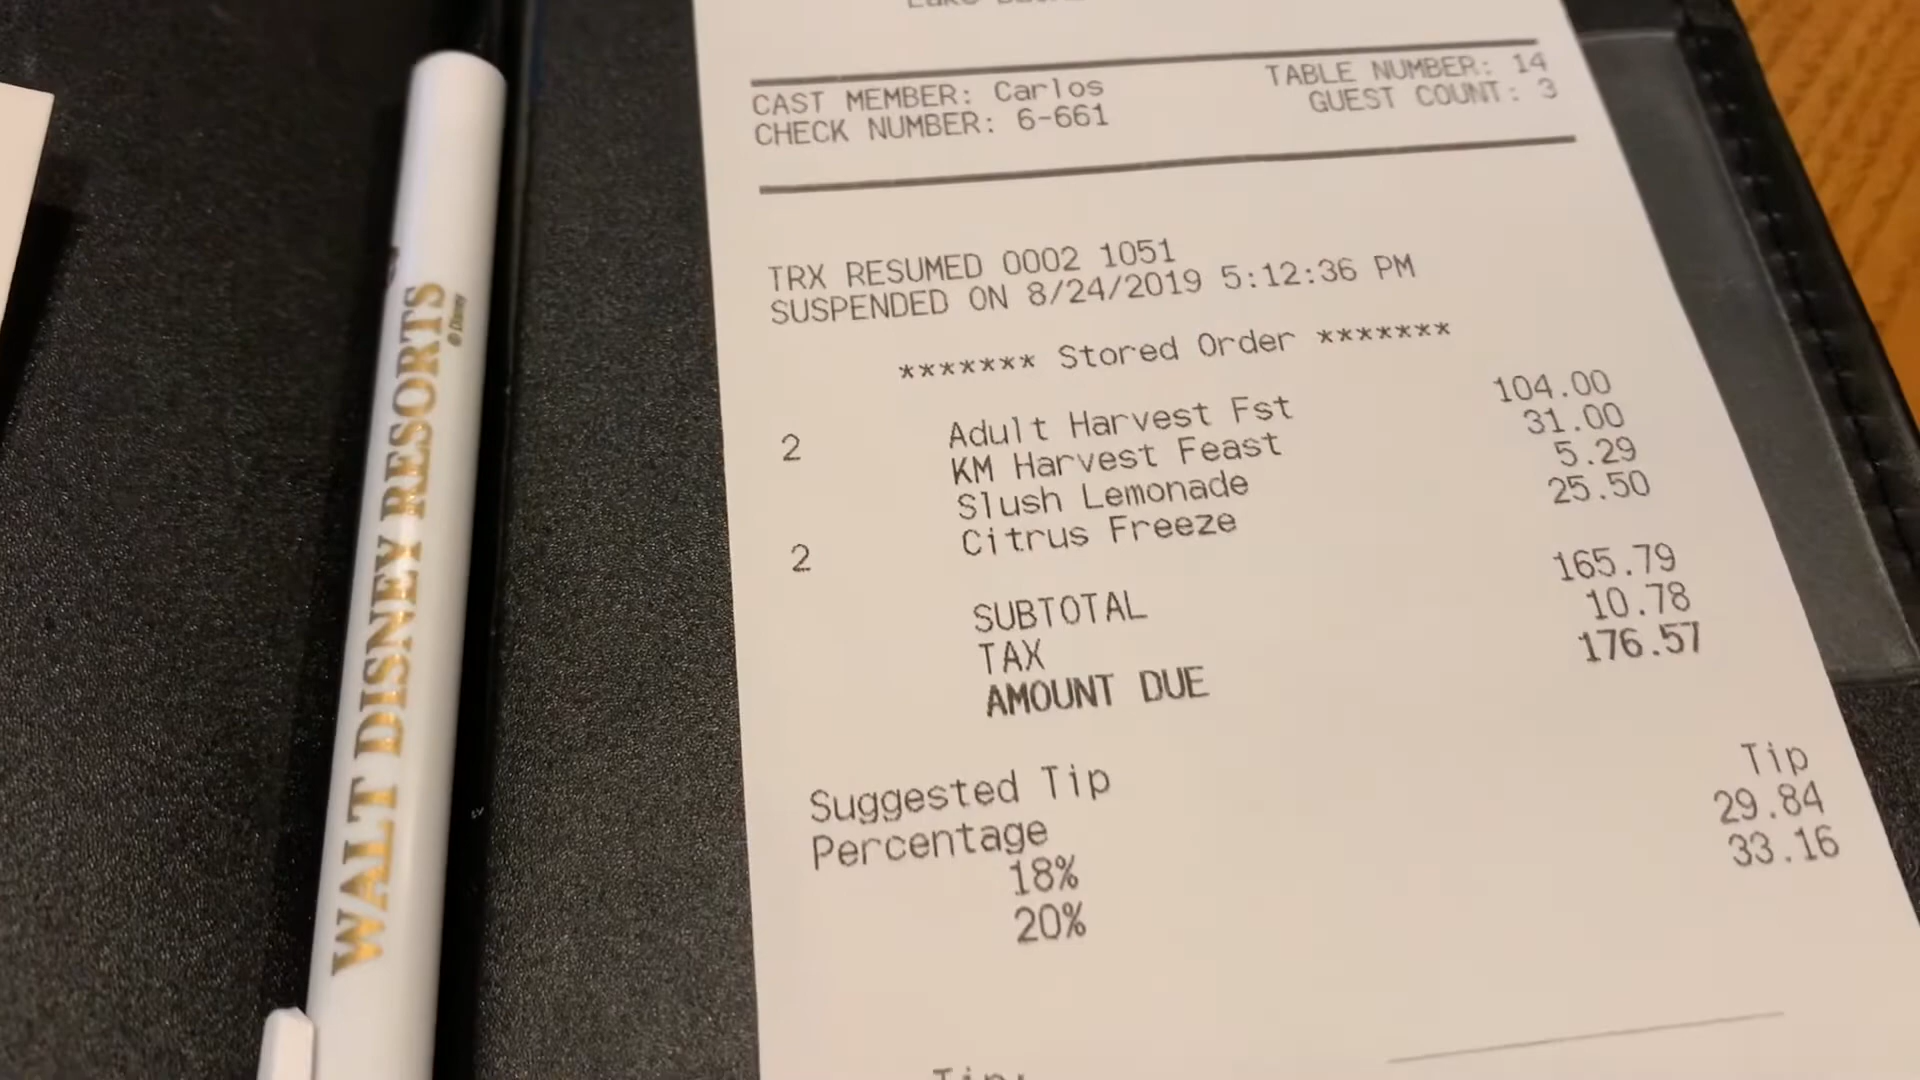 CAST MEMBER: Carlos TABLE NUMBER: 14
CHECK NUMBER: 6-661 GUEST COUNT: 3
TRX RESUMED 0002 1051
SUSPENDED ON 8/24/2019 5:12:36 PM
******* Stored Order *******
2 Adult Harvest Fst 104.00
KM Harvest Feast 31.00
Slush Lemonade 5.29
2 Citrus Freeze 25.50
SUBTOTAL 165.79
TAX 10.78
AMOUNT DUE 176.57
Suggested Tip
Percentage Tip
18% 29.84
20% 33.16
Tip:
WALT DISNEY RESORTS
© Disney